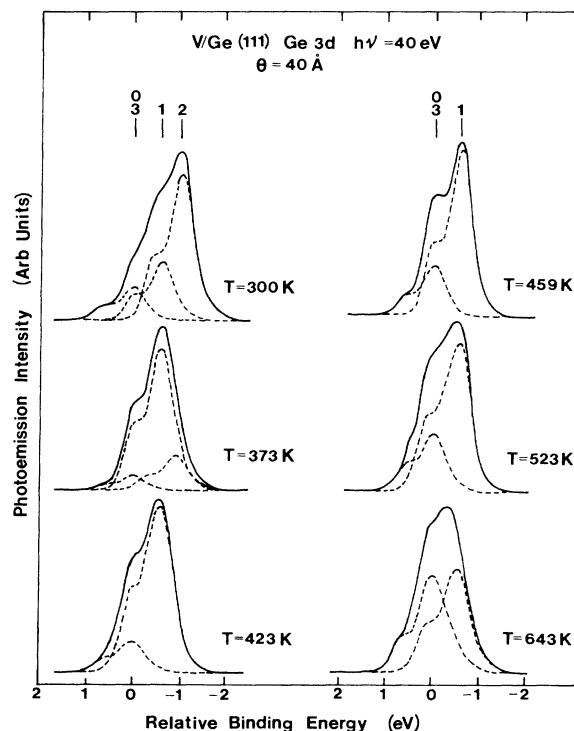 V/Ge (111) Ge 3d hν =40 eV
θ = 40 Å
0
3 1 2
0
3 1
T=300 K
T=459 K
T=373 K
T=523 K
T=423 K
T=643 K
2 1 0 -1 -2
2 1 0 -1 -2
Relative Binding Energy (eV)
Photoemission Intensity (Arb Units)